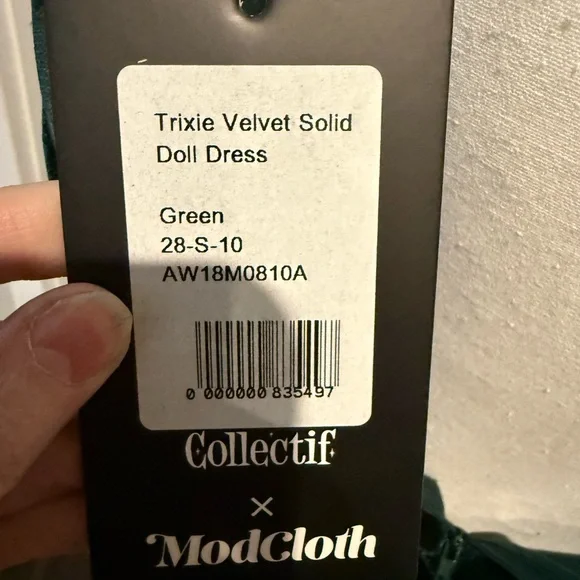 Trixie Velvet Solid
Doll Dress
Green
28-S-10
AW18M0810A
0 000000 835497
Collectif
×
ModCloth